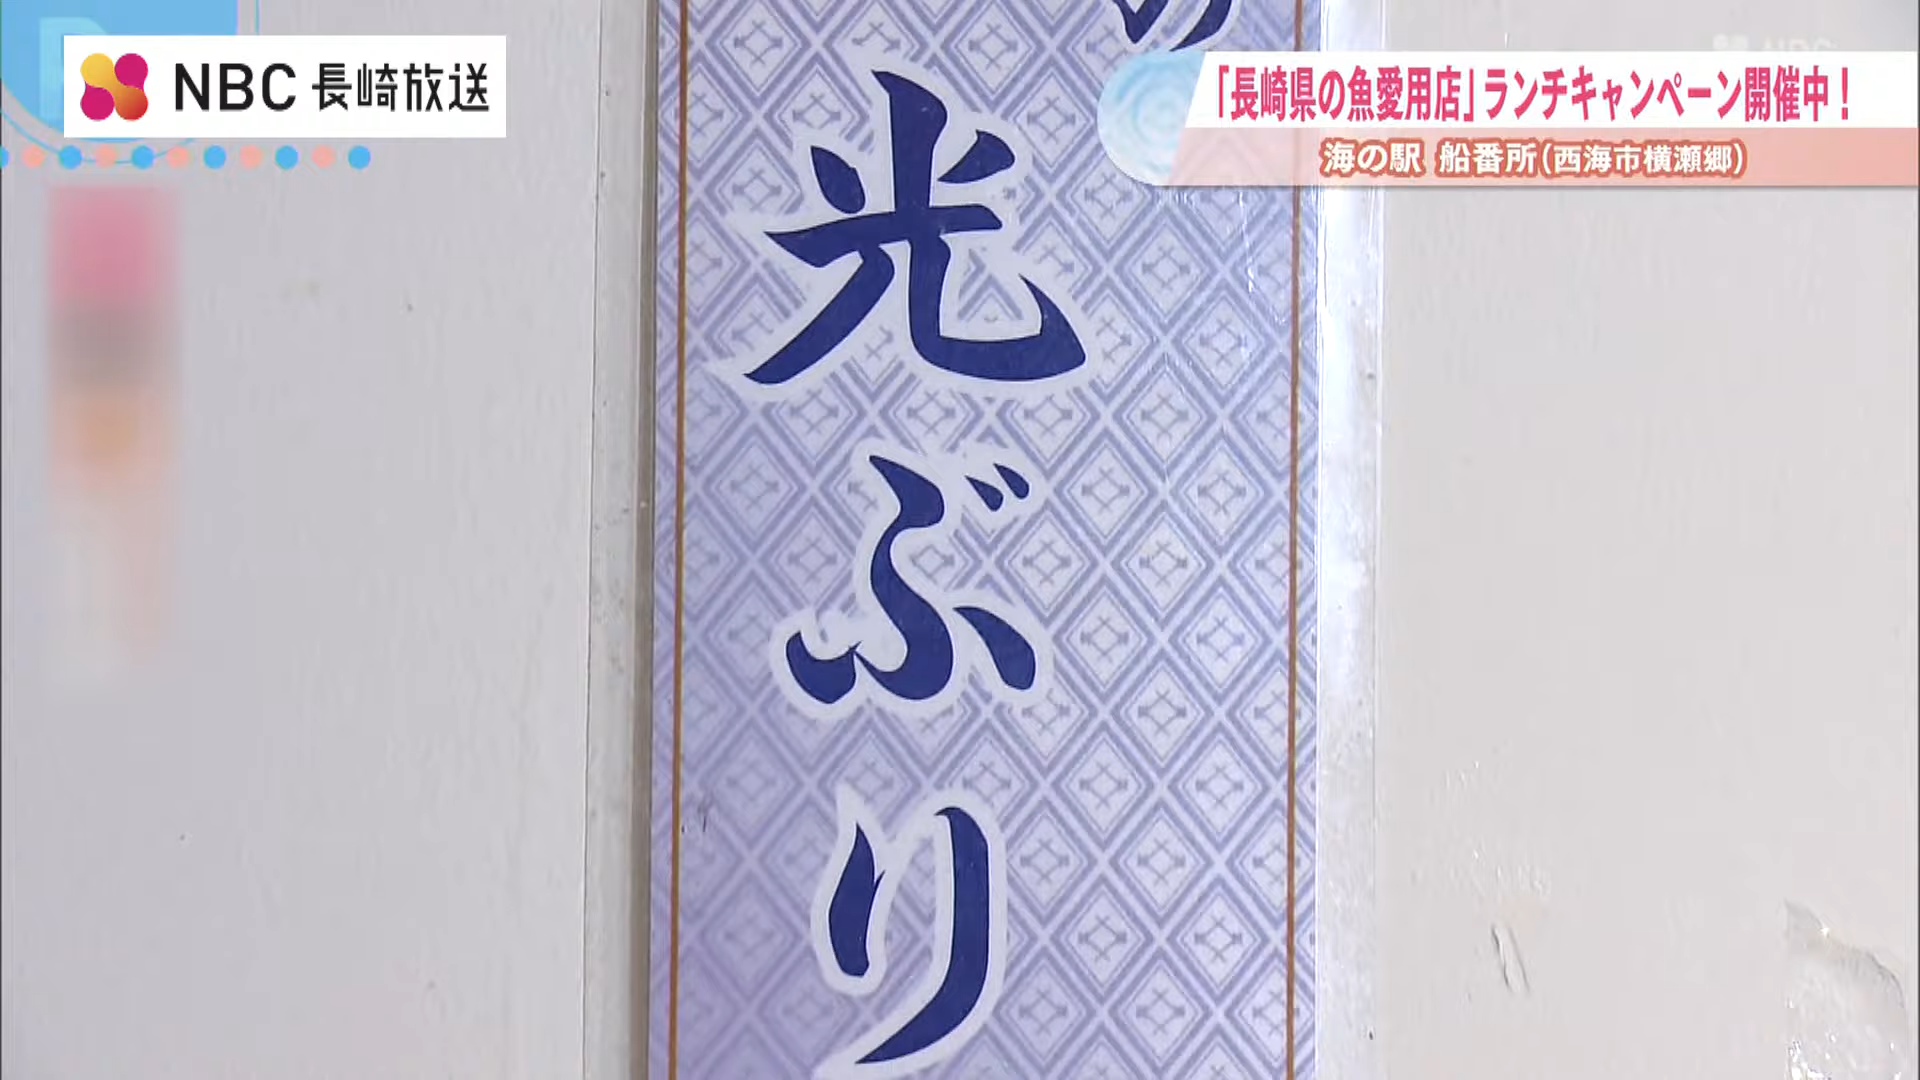 NBC 長崎放送
「長崎県の魚愛用店」ランチキャンペーン開催中!
海の駅 船番所(西海市横瀬郷)
の
光ぶり